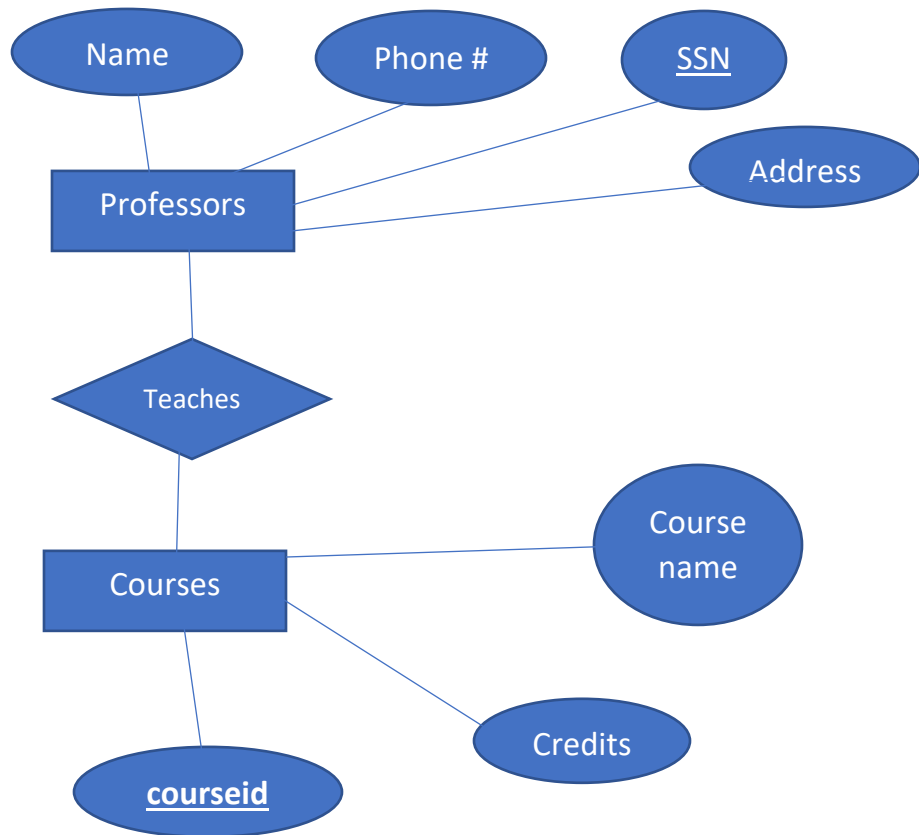 Name
Phone #
SSN
Address
Professors
Teaches
Course
name
Courses
Credits
courseid